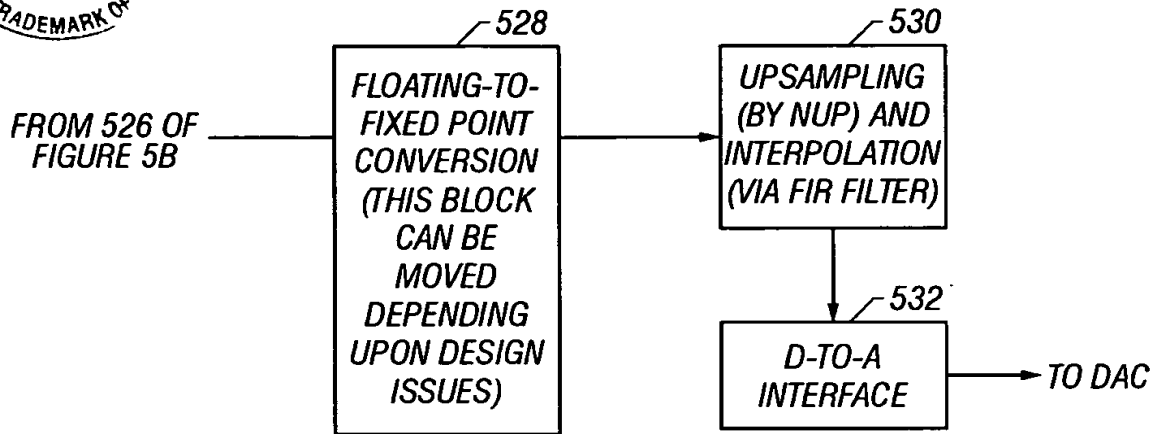 TRADEMARK
528
530
FLOATING-TO-
FIXED POINT
CONVERSION
(THIS BLOCK
CAN BE
MOVED
DEPENDING
UPON DESIGN
ISSUES)
FROM 526 OF
FIGURE 5B
UPSAMPLING
(BY NUP) AND
INTERPOLATION
(VIA FIR FILTER)
532
D-TO-A
INTERFACE
TO DAC